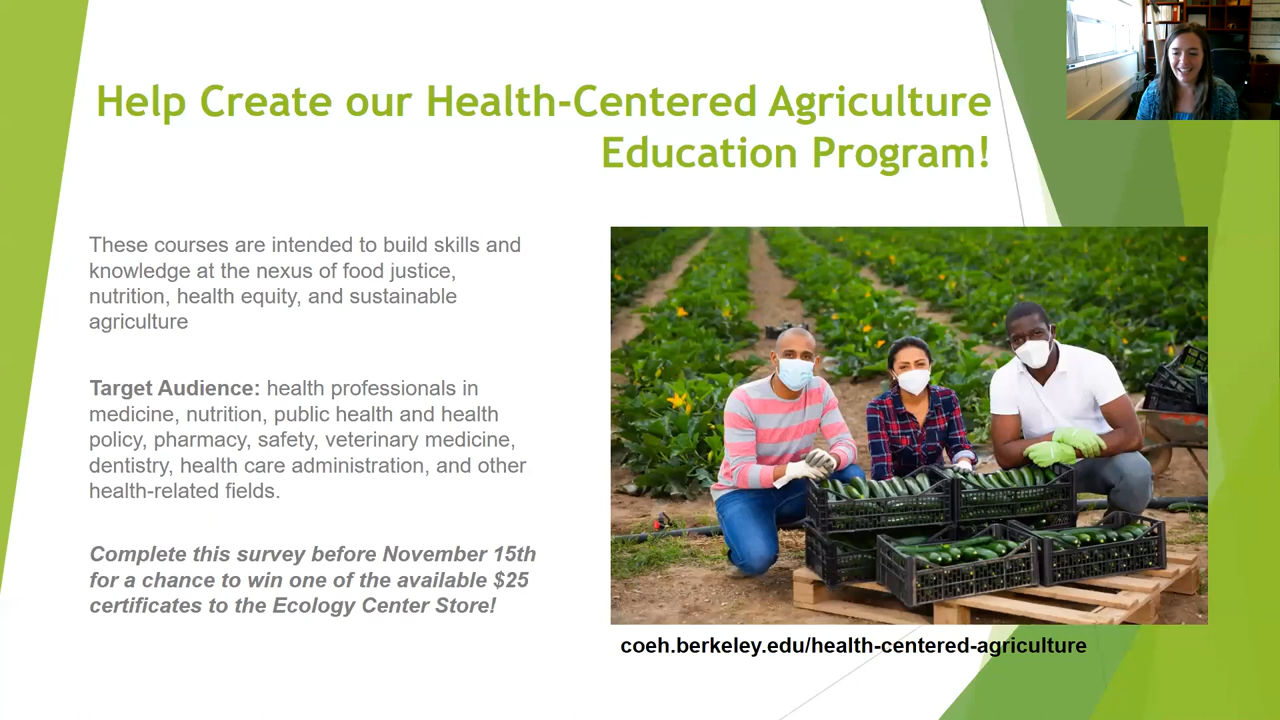 Help Create our Health-Centered Agriculture
Education Program!
These courses are intended to build skills and
knowledge at the nexus of food justice,
nutrition, health equity, and sustainable
agriculture
Target Audience: health professionals in
medicine, nutrition, public health and health
policy, pharmacy, safety, veterinary medicine,
dentistry, health care administration, and other
health-related fields.
Complete this survey before November 15th
for a chance to win one of the available $25
certificates to the Ecology Center Store!
coeh.berkeley.edu/health-centered-agriculture